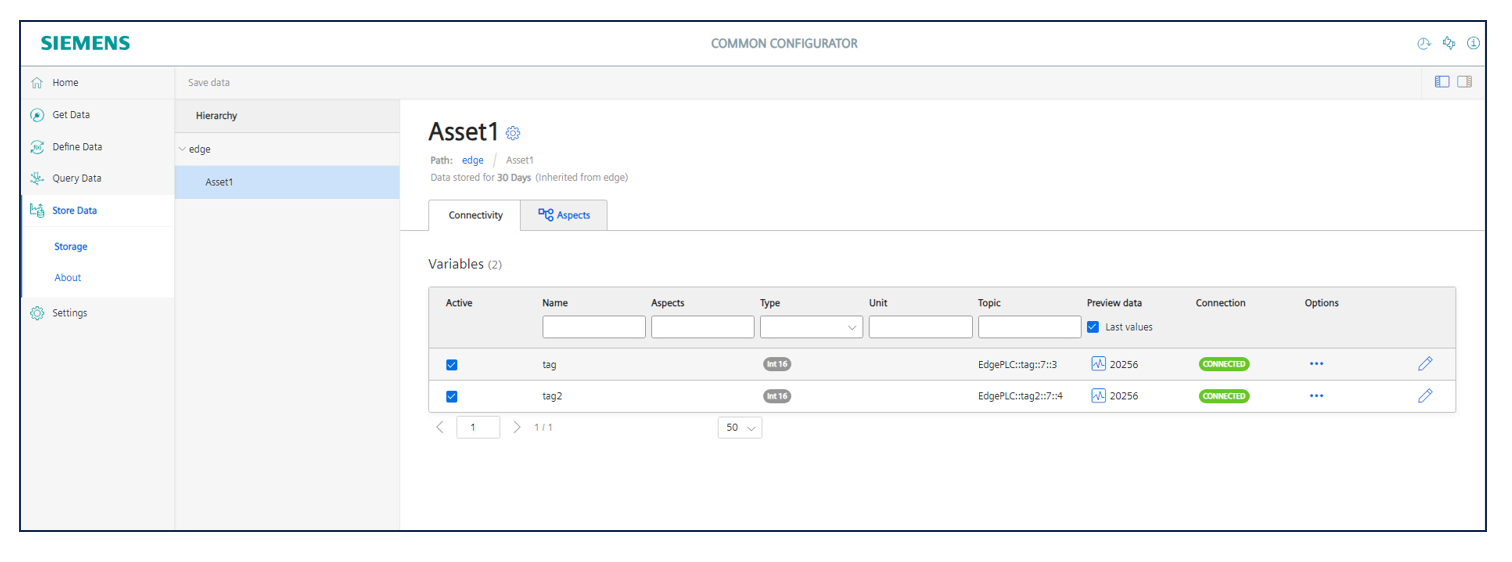 SIEMENS
COMMON CONFIGURATOR
Home
Save data
Get Data
Define Data
Query Data
Store Data
Storage
About
Settings
Hierarchy
edge
Asset1
Asset1
Path: edge / Asset1
Data stored for 30 Days (Inherited from edge)
Connectivity Aspects
Variables (2)
Active Name Aspects Type Unit Topic Preview data Connection Options
Last values
tag Int 16 EdgePLC::tag::7::3 20256 CONNECTED •••
tag2 Int 16 EdgePLC::tag2::7::4 20256 CONNECTED •••
1 1 / 1 50